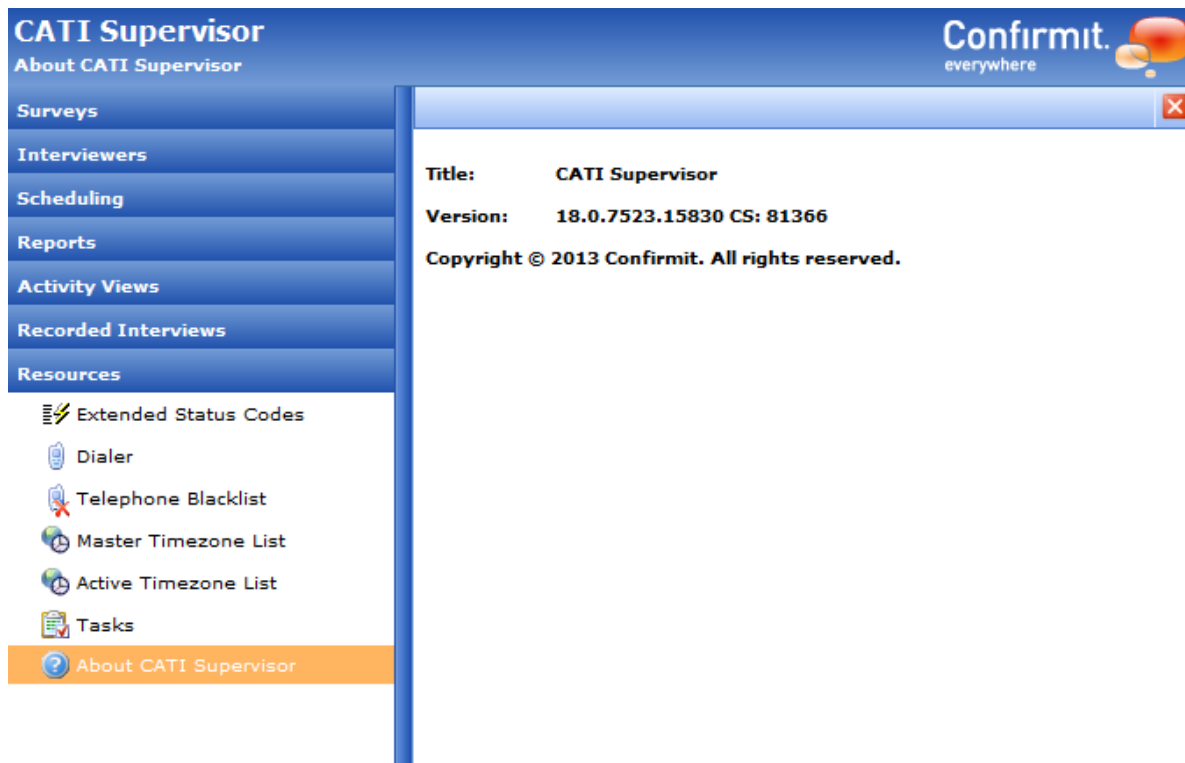 CATI Supervisor
About CATI Supervisor
Confirmit.
everywhere
Surveys
Interviewers
Scheduling
Reports
Activity Views
Recorded Interviews
Resources
Extended Status Codes
Dialer
Telephone Blacklist
Master Timezone List
Active Timezone List
Tasks
About CATI Supervisor
Title: CATI Supervisor
Version: 18.0.7523.15830 CS: 81366
Copyright © 2013 Confirmit. All rights reserved.